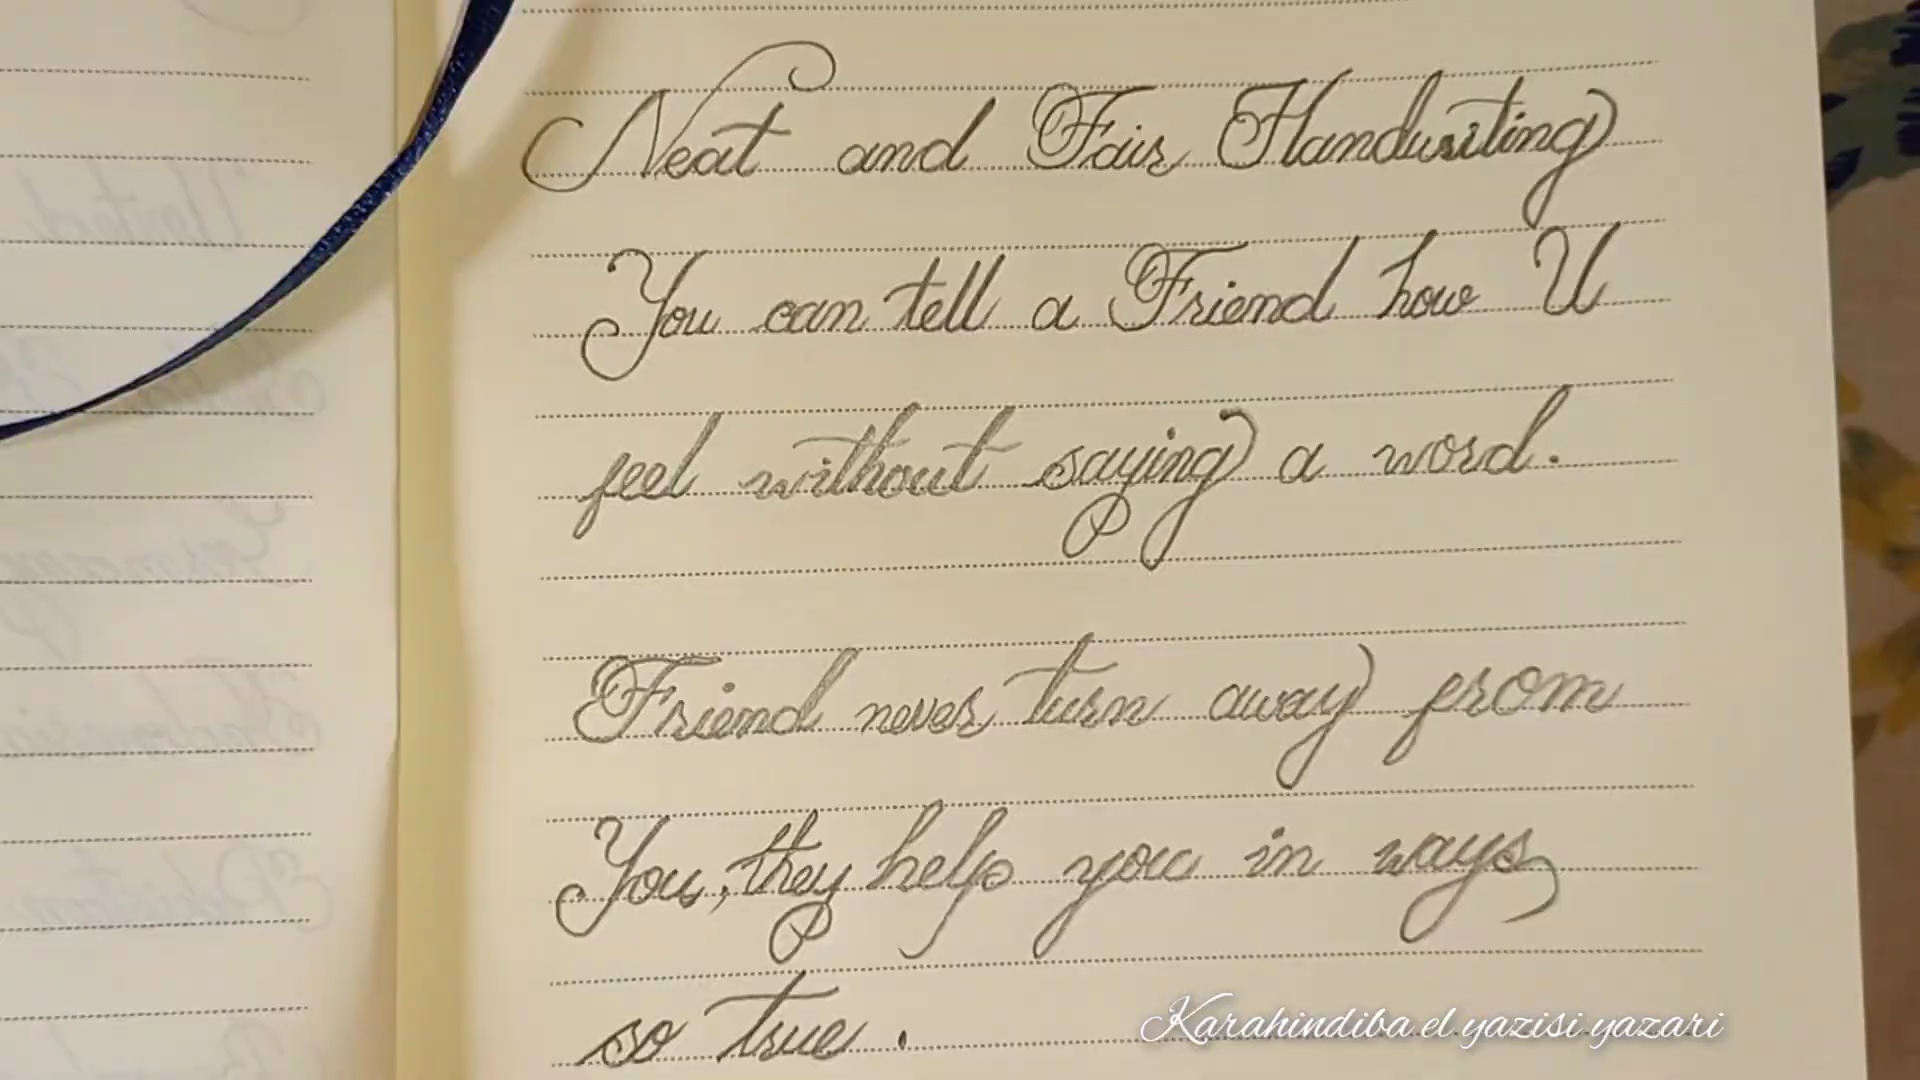 Neat and Fair Handwriting
You can tell a Friend how U
feel without saying a word.
Friend never turn away from
You, they help you in ways
so true.
Karahindiba el yazisi yazari